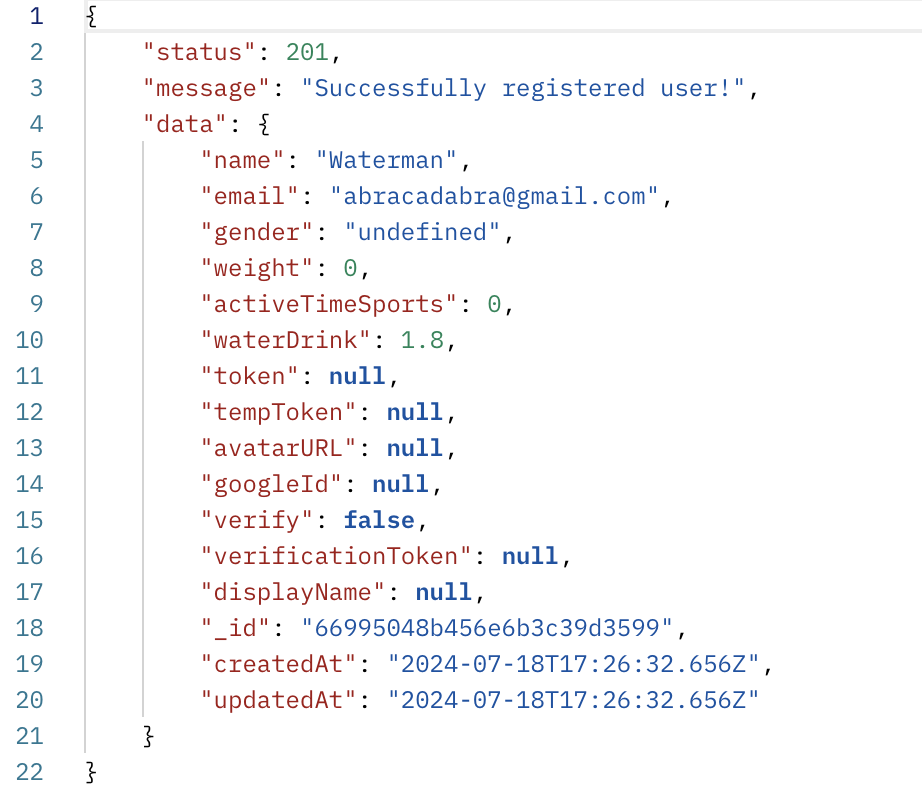 1 {
2     "status": 201,
3     "message": "Successfully registered user!",
4     "data": {
5         "name": "Waterman",
6         "email": "abracadabra@gmail.com",
7         "gender": "undefined",
8         "weight": 0,
9         "activeTimeSports": 0,
10         "waterDrink": 1.8,
11         "token": null,
12         "tempToken": null,
13         "avatarURL": null,
14         "googleId": null,
15         "verify": false,
16         "verificationToken": null,
17         "displayName": null,
18         "_id": "66995048b456e6b3c39d3599",
19         "createdAt": "2024-07-18T17:26:32.656Z",
20         "updatedAt": "2024-07-18T17:26:32.656Z"
21     }
22 }